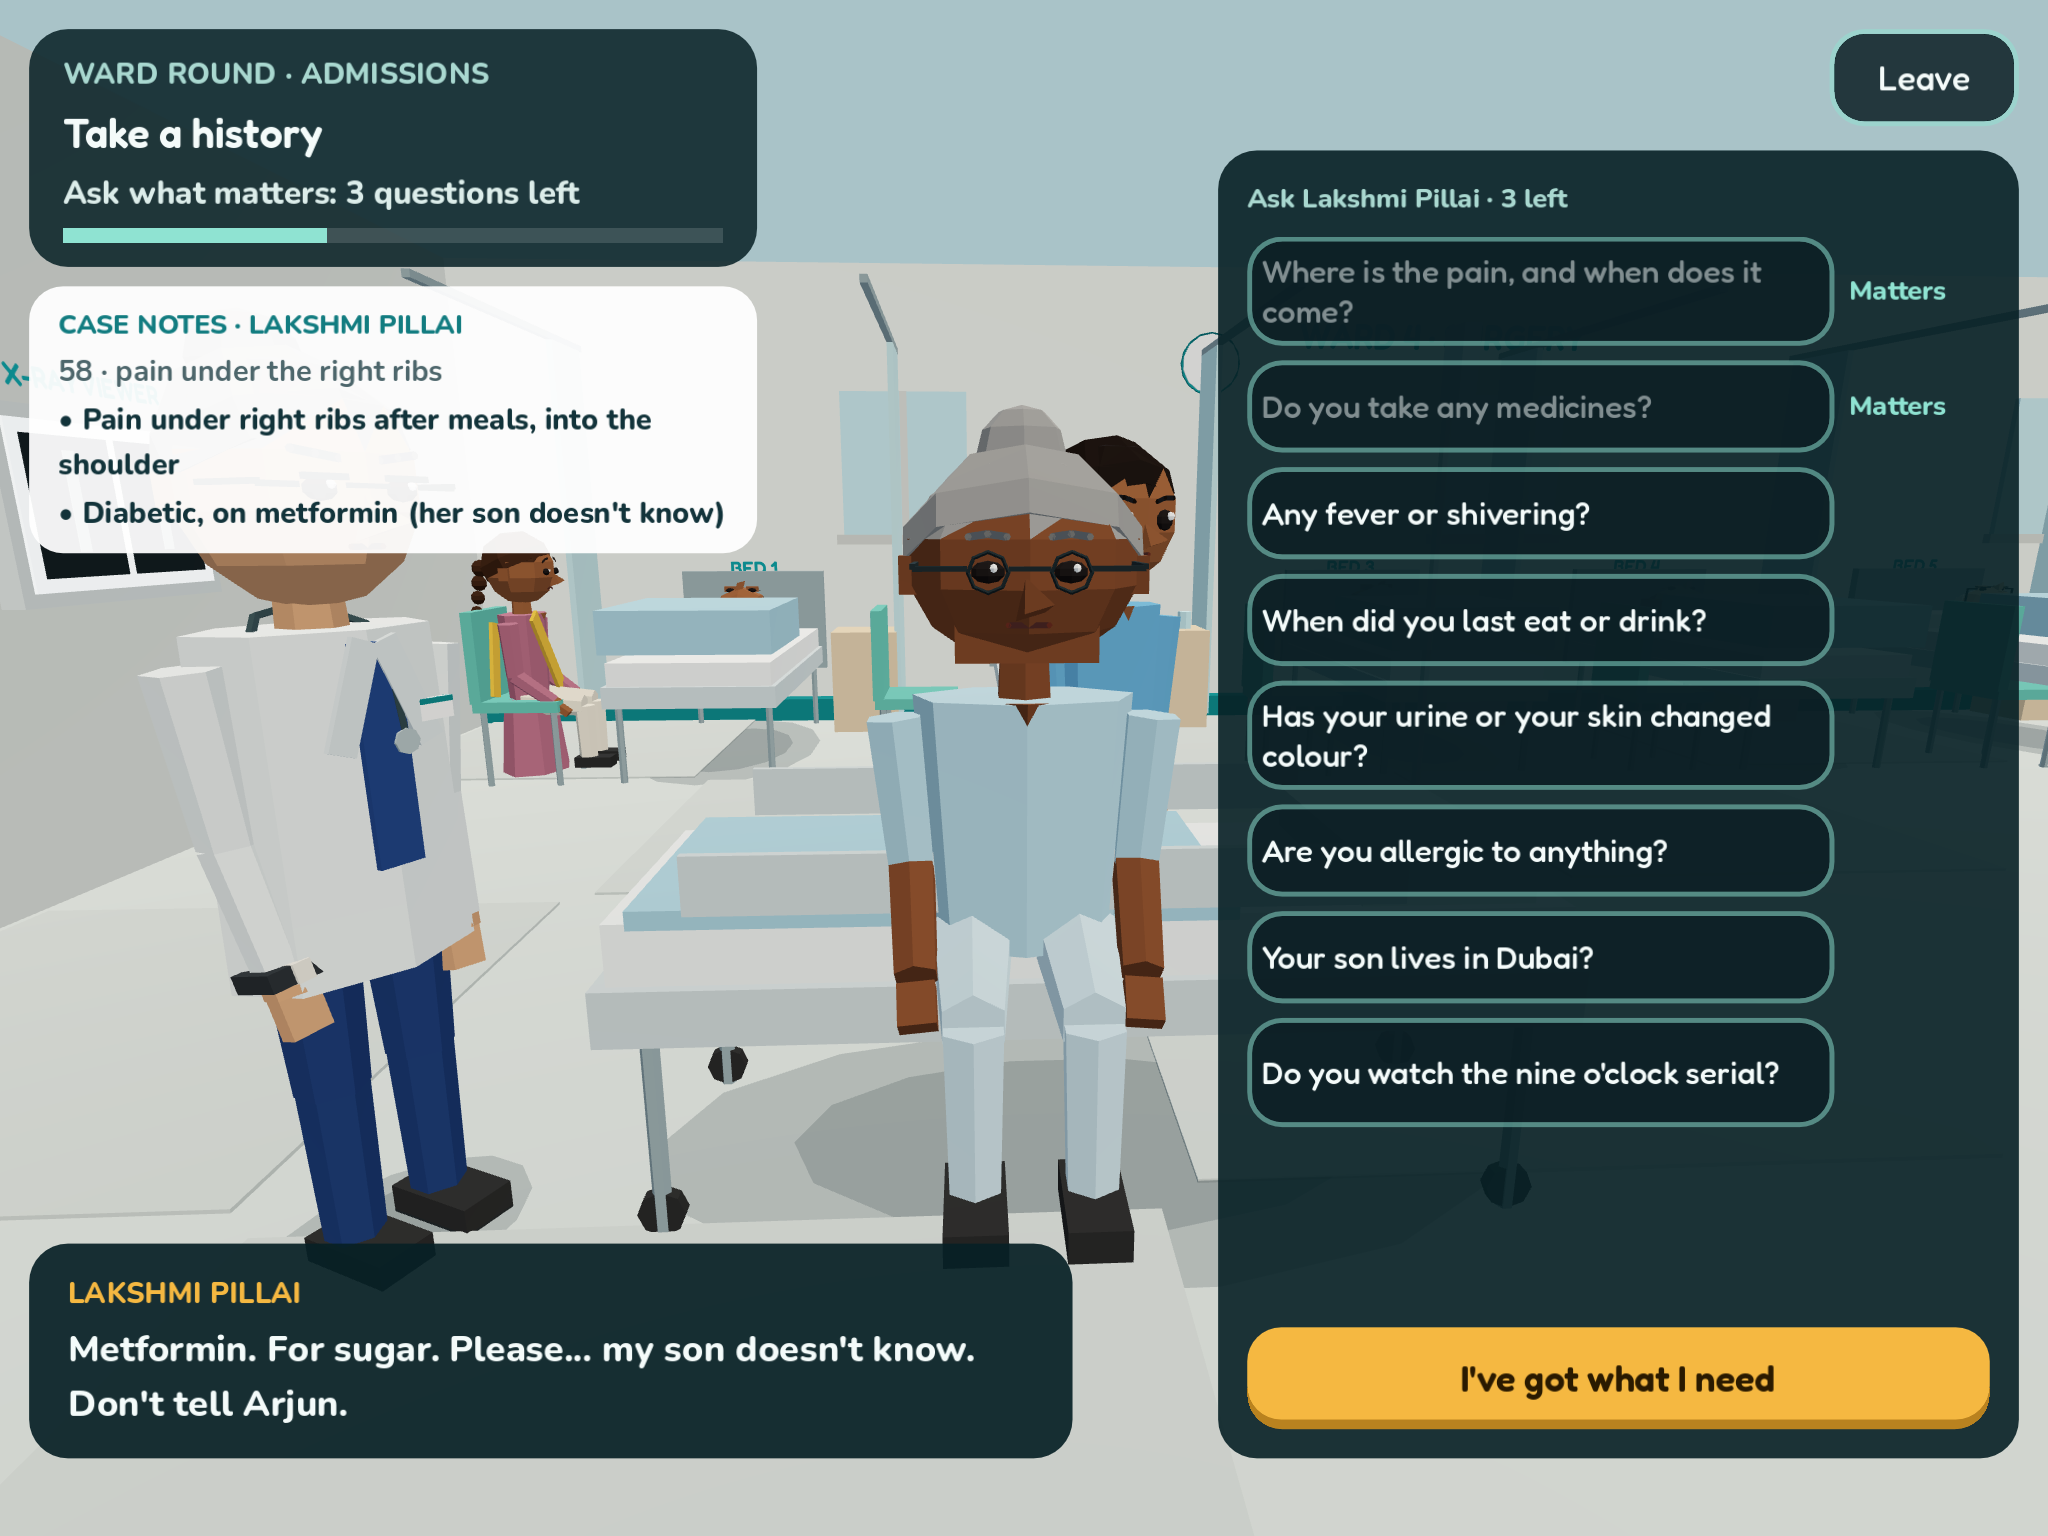 WARD ROUND · ADMISSIONS
Take a history
Ask what matters: 3 questions left
CASE NOTES · LAKSHMI PILLAI
58 · pain under the right ribs
• Pain under right ribs after meals, into the
shoulder
• Diabetic, on metformin (her son doesn't know)
BED 1
LAKSHMI PILLAI
Metformin. For sugar. Please... my son doesn't know.
Don't tell Arjun.
Leave
Ask Lakshmi Pillai · 3 left
Where is the pain, and when does it
come?
Matters
Do you take any medicines?
Matters
Any fever or shivering?
BED 3
BED 4
BED 5
When did you last eat or drink?
Has your urine or your skin changed
colour?
Are you allergic to anything?
Your son lives in Dubai?
Do you watch the nine o'clock serial?
I've got what I need